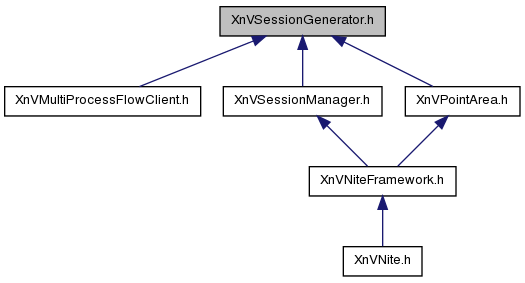 XnVSessionGenerator.h
XnVMultiProcessFlowClient.h
XnVSessionManager.h
XnVPointArea.h
XnVNiteFramework.h
XnVNite.h